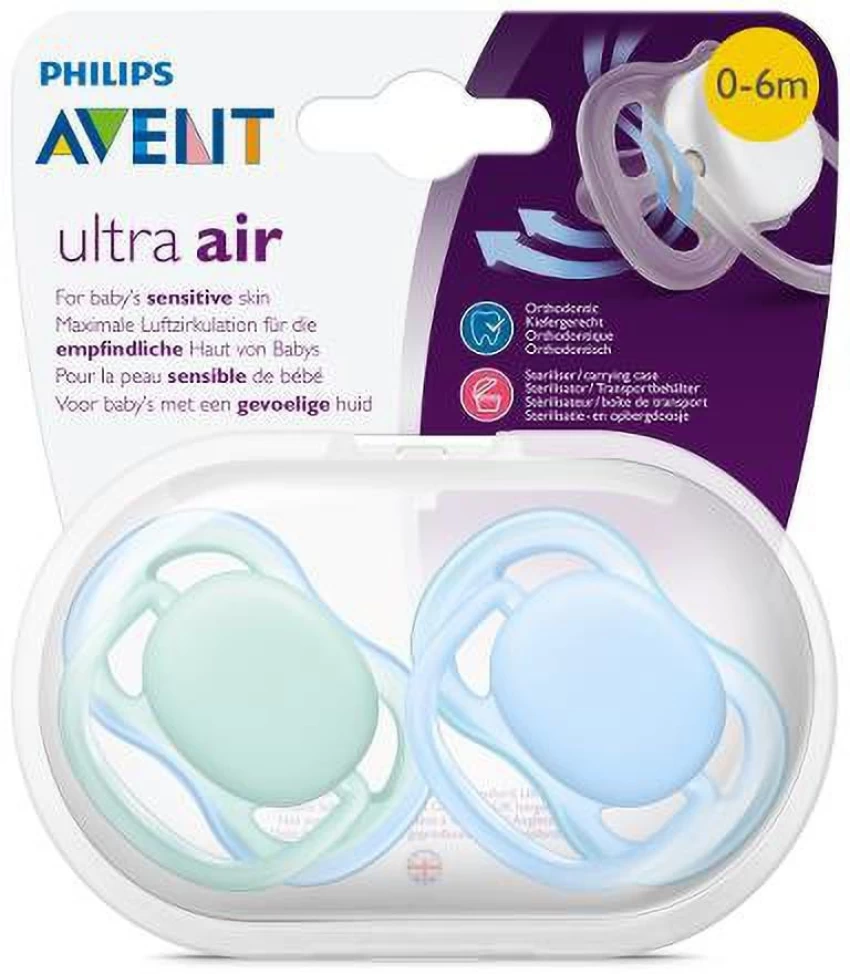 PHILIPS
AVENT
0-6m
ultra air
For baby's sensitive skin
Maximale Luftzirkulation für die
empfindliche Haut von Babys
Pour la peau sensible de bébé
Voor baby's met een gevoelige huid
Orthodontic
Kiefergerecht
Orthodontique
Orthodontisch
Steriliser / carrying case
Sterilisator / Transportbehälter
Stérilisateur / boîte de transport
Sterilisatie- en opbergdoosje